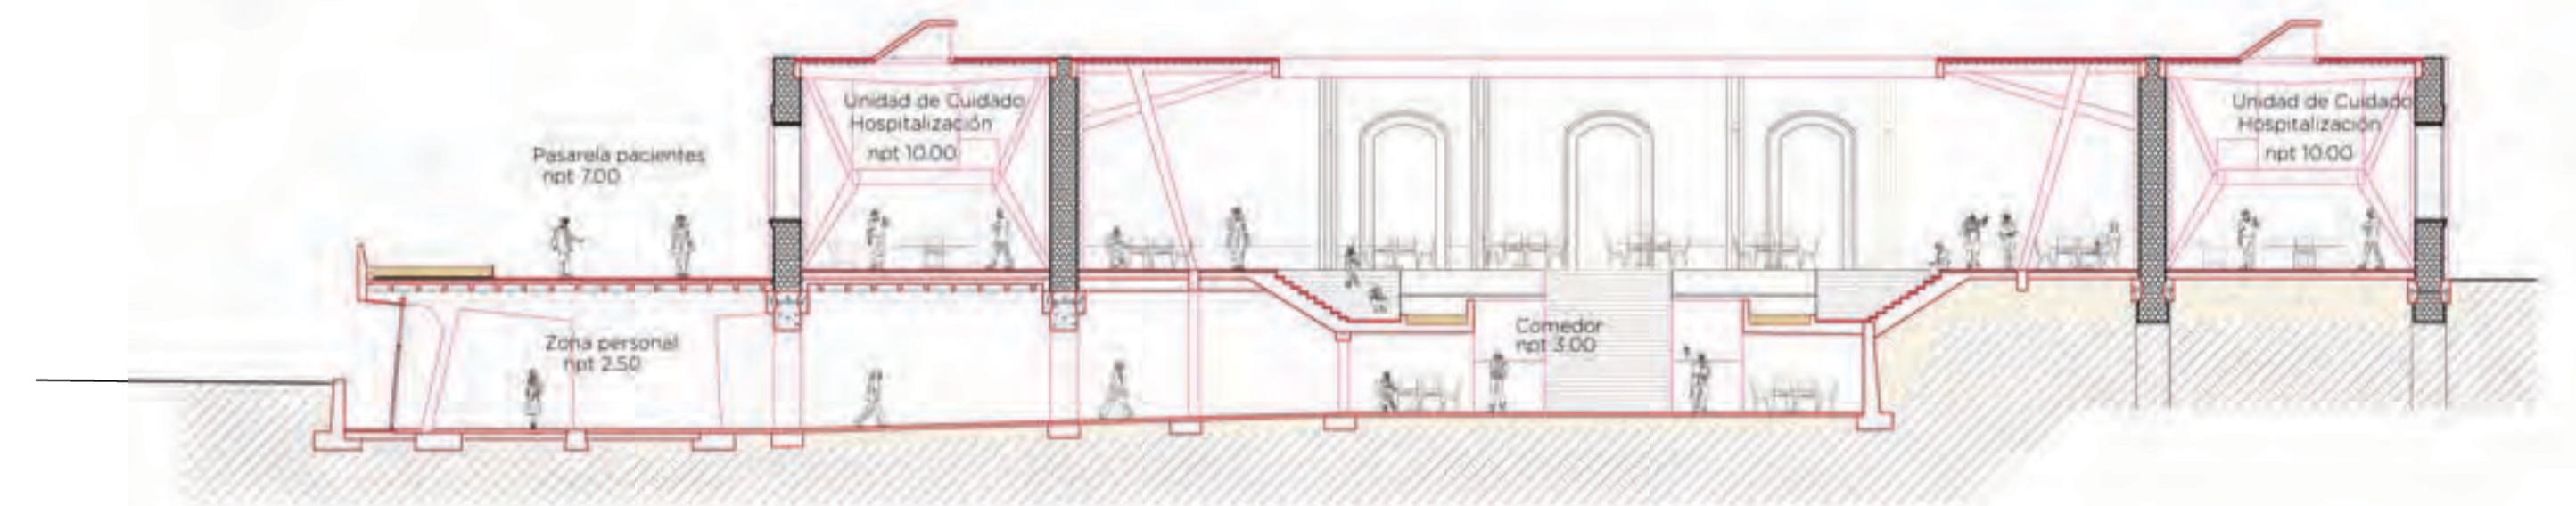 Unidad de Cuidado
Hospitalización
npt 10.00
Unidad de Cuidado
Hospitalización
npt 10.00
Pasarela pacientes
npt 7.00
Zona personal
npt 2.50
Comedor
npt 3.00